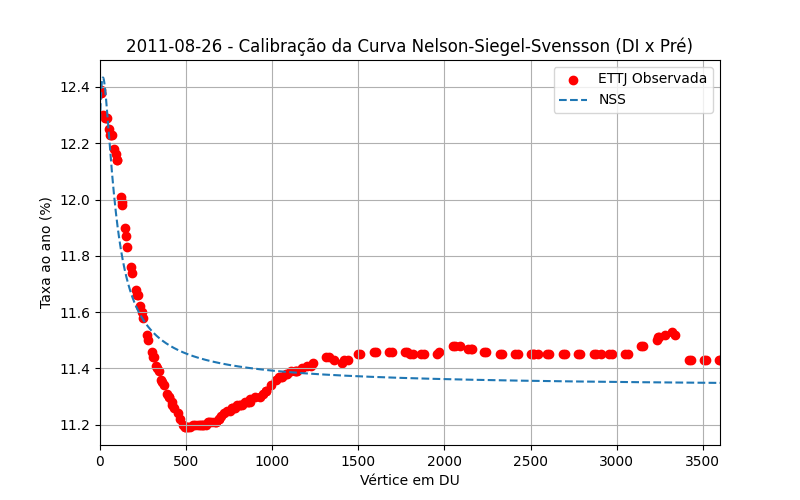 2011-08-26 - Calibração da Curva Nelson-Siegel-Svensson (DI x Pré)
ETTJ Observada
NSS
Taxa ao ano (%)
12.4
12.2
12.0
11.8
11.6
11.4
11.2
0 500 1000 1500 2000 2500 3000 3500
Vértice em DU